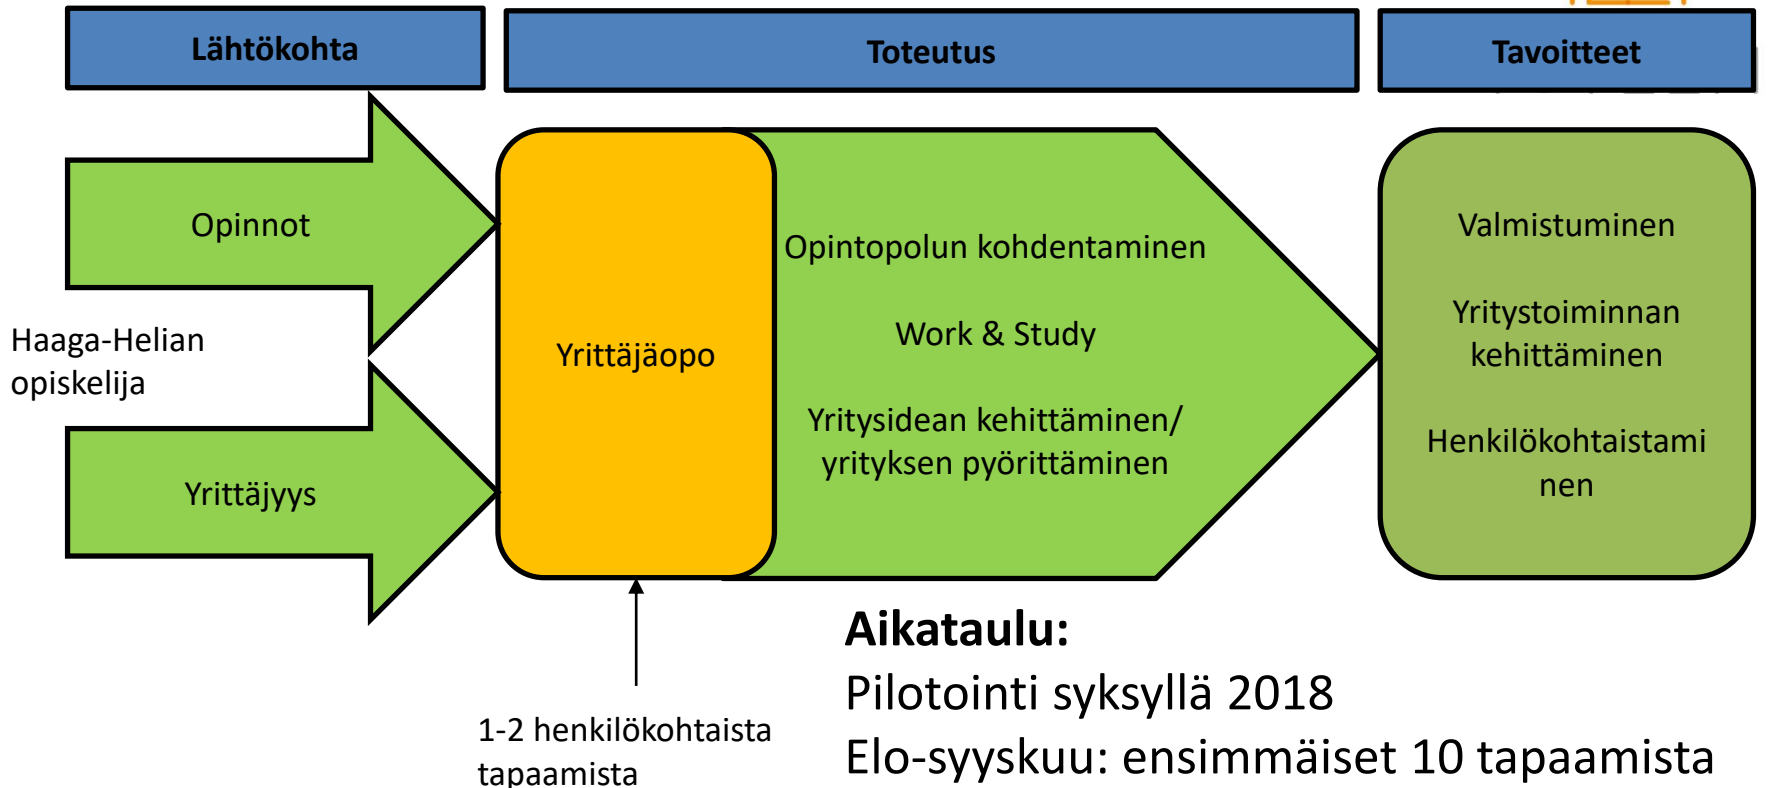 Lähtökohta
Toteutus
Tavoitteet
Opinnot
Haaga-Helian
opiskelija
Yrittäjyys
Yrittäjäopo
Opintopolun kohdentaminen
Work & Study
Yritysidean kehittäminen/
yrityksen pyörittäminen
Valmistuminen
Yritystoiminnan
kehittäminen
Henkilökohtaistami
nen
1-2 henkilökohtaista
tapaamista
Aikataulu:
Pilotointi syksyllä 2018
Elo-syyskuu: ensimmäiset 10 tapaamista